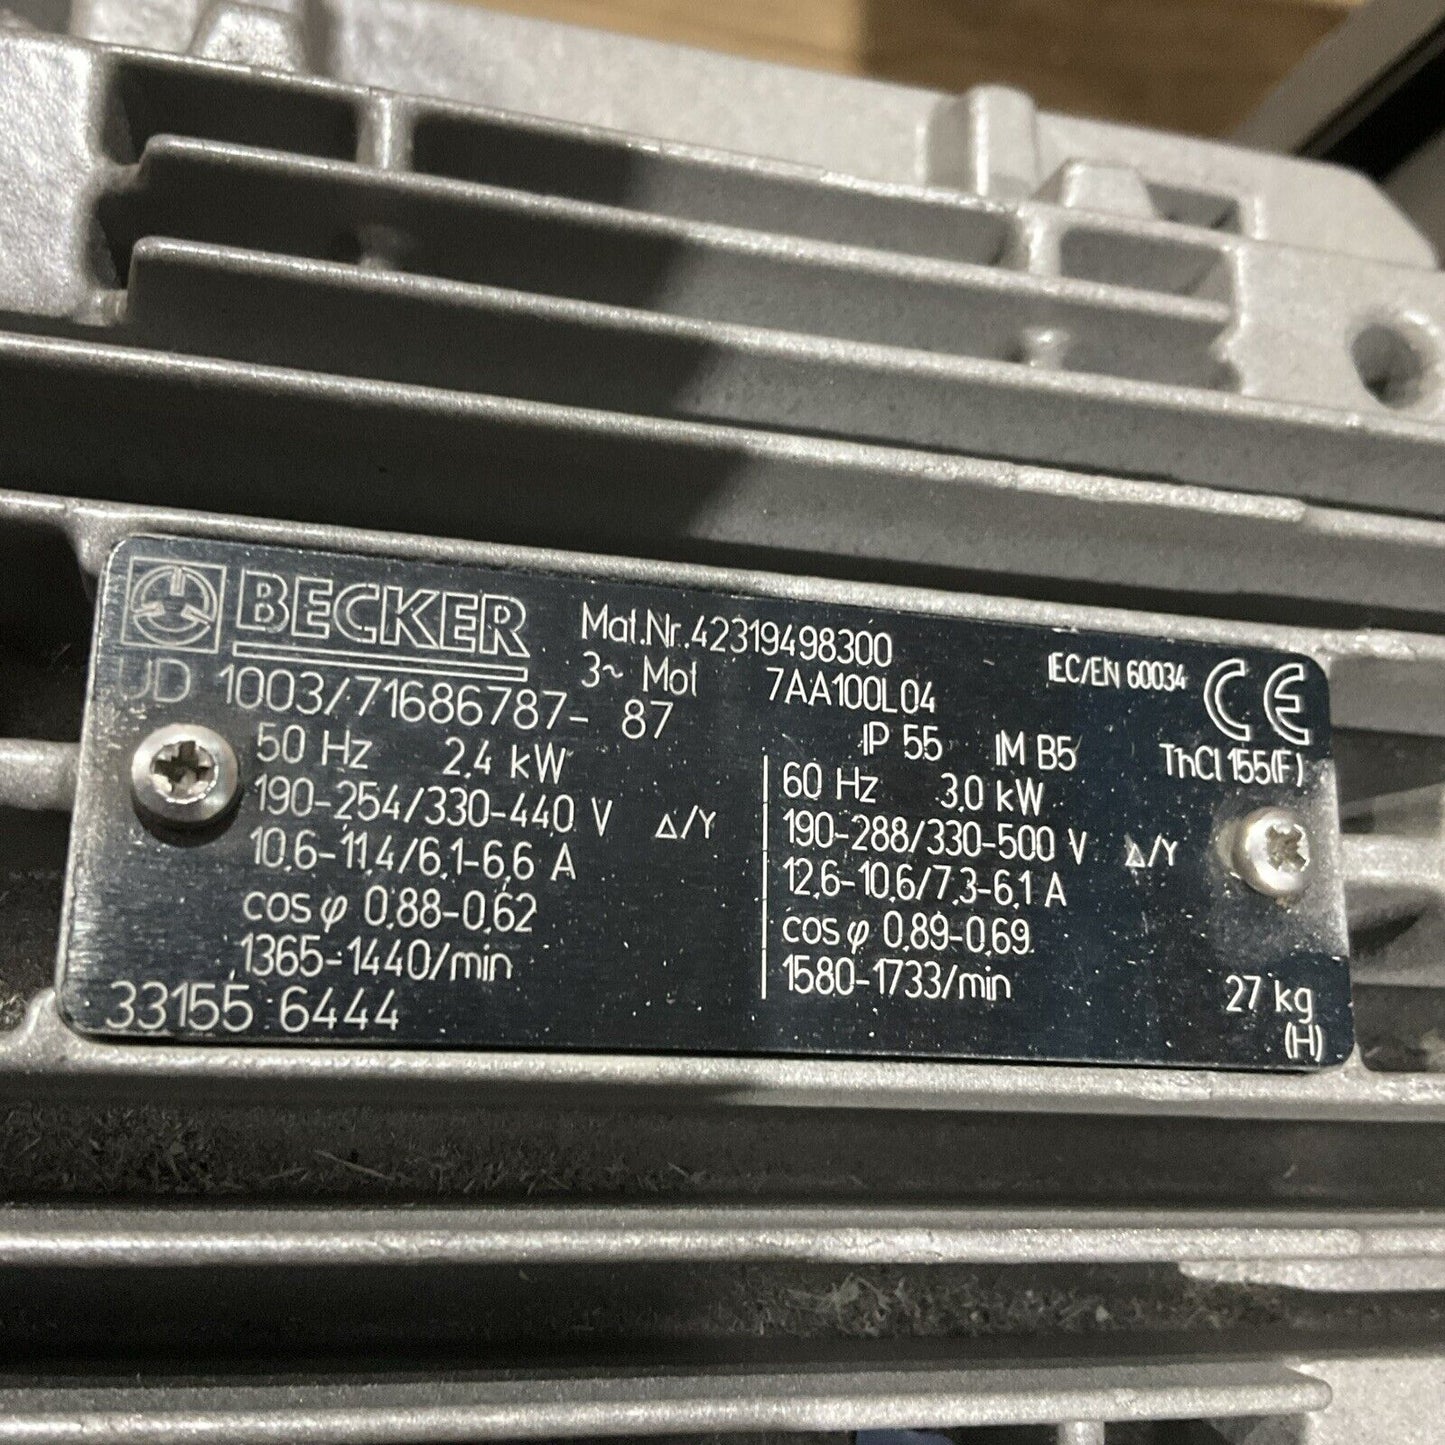 BECKER
Mat.Nr.42319498300
UD 1003/71686787- 87
3~ Mot 7AA100L04
IEC/EN 60034 CE
IP 55 IM B5 ThCl 155(F)
50 Hz 2.4 kW
190-254/330-440 V Δ/Y
10,6-11,4/6,1-6,6 A
cos φ 0,88-0,62
1365-1440/min
60 Hz 3,0 kW
190-288/330-500 V Δ/Y
12,6-10,6/7,3-6,1 A
cos φ 0,89-0,69
1580-1733/min
33155 6444
27 kg
(H)